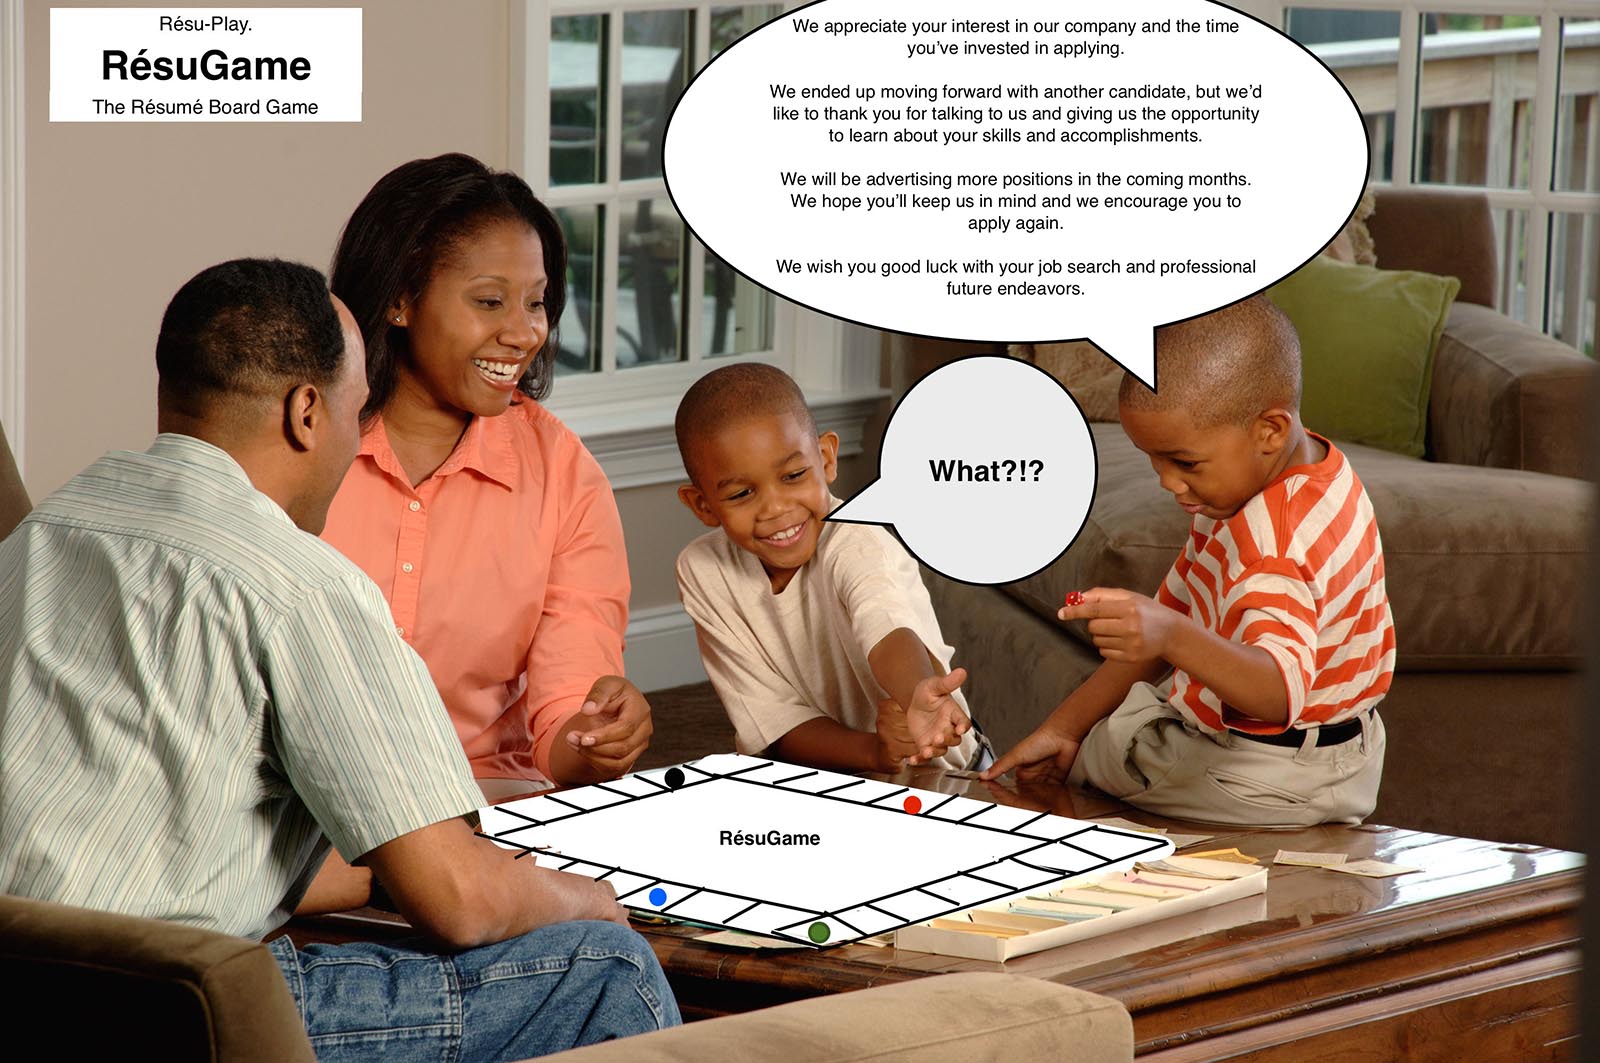 Résu-Play.
RésuGame
The Résumé Board Game
We appreciate your interest in our company and the time
you’ve invested in applying.
We ended up moving forward with another candidate, but we’d
like to thank you for talking to us and giving us the opportunity
to learn about your skills and accomplishments.
We will be advertising more positions in the coming months.
We hope you’ll keep us in mind and we encourage you to
apply again.
We wish you good luck with your job search and professional
future endeavors.
What?!?
RésuGame